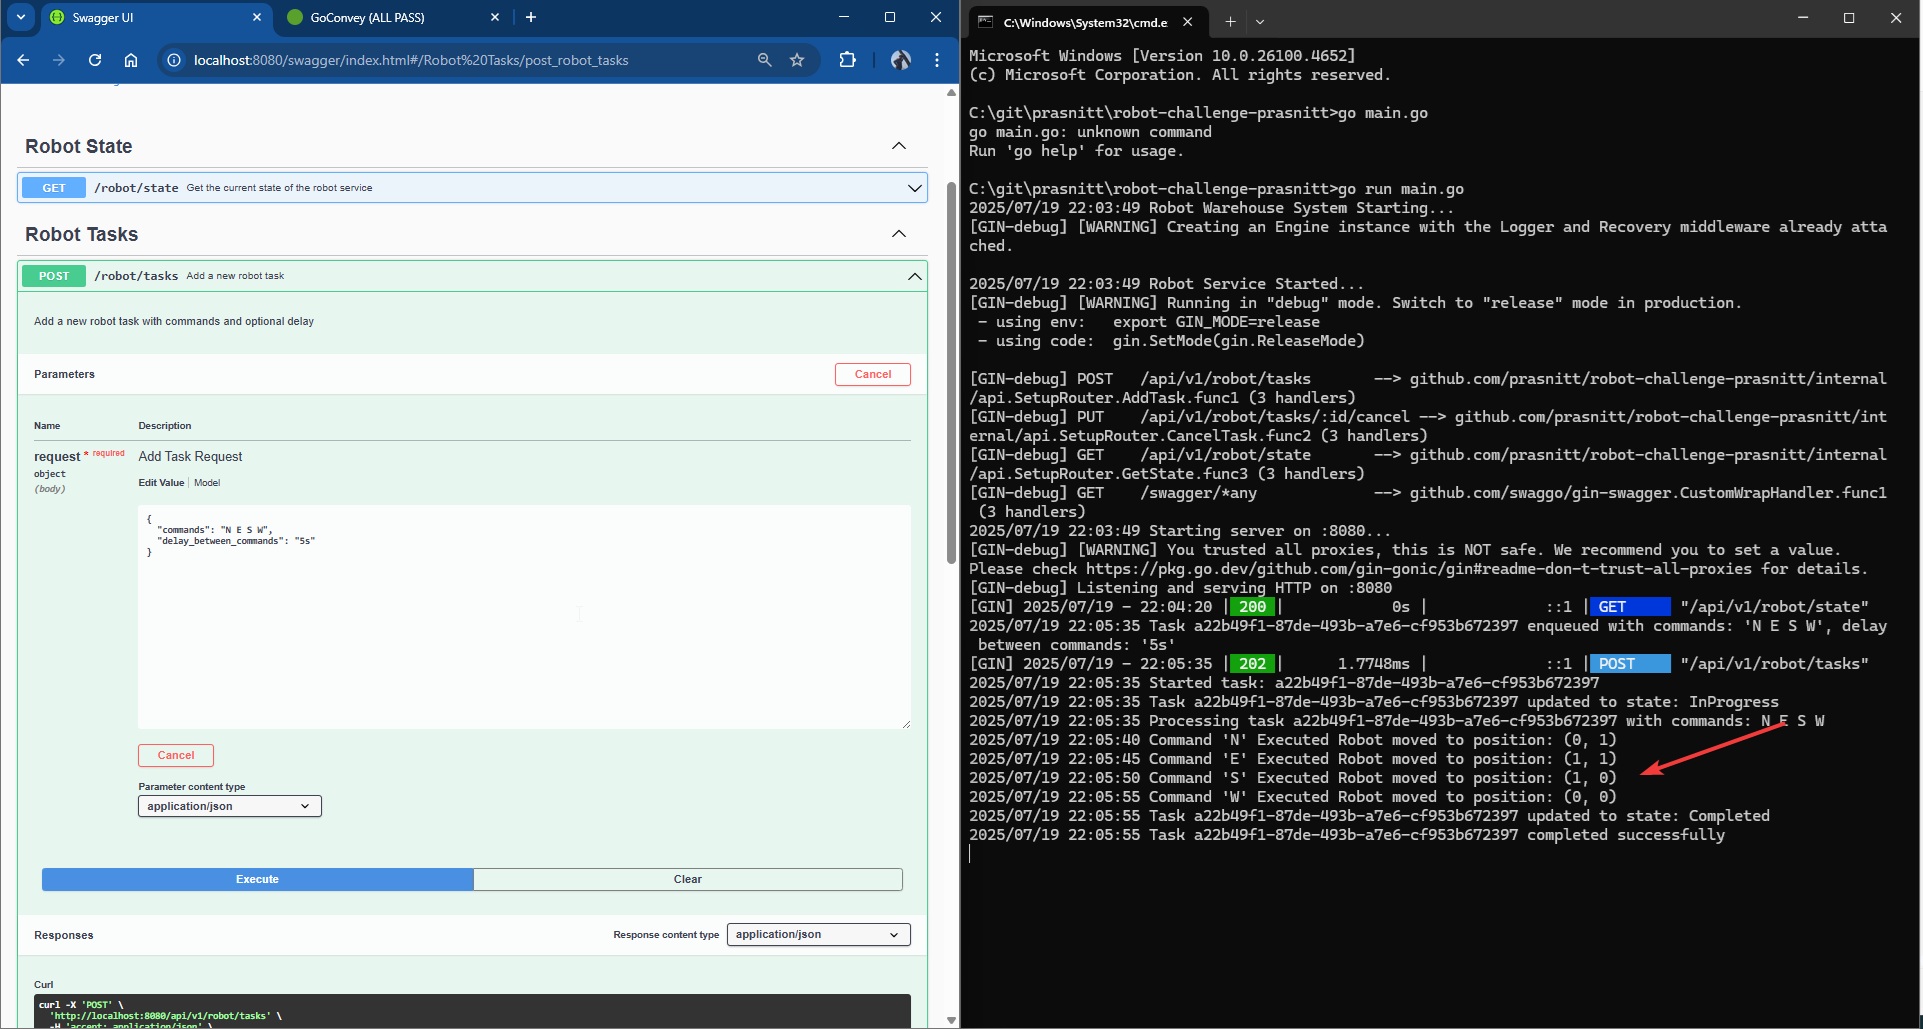 Swagger UI
GoConvey (ALL PASS)
localhost:8080/swagger/index.html#/Robot%20Tasks/post_robot_tasks
Robot State
GET /robot/state Get the current state of the robot service
Robot Tasks
POST /robot/tasks Add a new robot task
Add a new robot task with commands and optional delay
Parameters
Cancel
Name Description
request * required Add Task Request
object
(body)
Edit Value | Model
{
"commands": "N E S W",
"delay_between_commands": "5s"
}
Cancel
Parameter content type
application/json
Execute
Clear
Responses
Response content type
application/json
Curl
curl -X 'POST' \
'http://localhost:8080/api/v1/robot/tasks' \
-H 'accept: application/json' \
C:\Windows\System32\cmd.e
Microsoft Windows [Version 10.0.26100.4652]
(c) Microsoft Corporation. All rights reserved.
C:\git\prasnitt\robot-challenge-prasnitt>go main.go
go main.go: unknown command
Run 'go help' for usage.
C:\git\prasnitt\robot-challenge-prasnitt>go run main.go
2025/07/19 22:03:49 Robot Warehouse System Starting...
[GIN-debug] [WARNING] Creating an Engine instance with the Logger and Recovery middleware already atta
ched.
2025/07/19 22:03:49 Robot Service Started...
[GIN-debug] [WARNING] Running in "debug" mode. Switch to "release" mode in production.
- using env:   export GIN_MODE=release
- using code:  gin.SetMode(gin.ReleaseMode)
[GIN-debug] POST   /api/v1/robot/tasks       --> github.com/prasnitt/robot-challenge-prasnitt/internal
/api.SetupRouter.AddTask.func1 (3 handlers)
[GIN-debug] PUT    /api/v1/robot/tasks/:id/cancel --> github.com/prasnitt/robot-challenge-prasnitt/int
ernal/api.SetupRouter.CancelTask.func2 (3 handlers)
[GIN-debug] GET    /api/v1/robot/state       --> github.com/prasnitt/robot-challenge-prasnitt/internal
/api.SetupRouter.GetState.func3 (3 handlers)
[GIN-debug] GET    /swagger/*any             --> github.com/swaggo/gin-swagger.CustomWrapHandler.func1
(3 handlers)
2025/07/19 22:03:49 Starting server on :8080...
[GIN-debug] [WARNING] You trusted all proxies, this is NOT safe. We recommend you to set a value.
Please check https://pkg.go.dev/github.com/gin-gonic/gin#readme-don-t-trust-all-proxies for details.
[GIN-debug] Listening and serving HTTP on :8080
[GIN] 2025/07/19 - 22:04:20 | 200 |            0s |             ::1 | GET      "/api/v1/robot/state"
2025/07/19 22:05:35 Task a22b49f1-87de-493b-a7e6-cf953b672397 enqueued with commands: 'N E S W', delay
between commands: '5s'
[GIN] 2025/07/19 - 22:05:35 | 202 |      1.7748ms |             ::1 | POST     "/api/v1/robot/tasks"
2025/07/19 22:05:35 Started task: a22b49f1-87de-493b-a7e6-cf953b672397
2025/07/19 22:05:35 Task a22b49f1-87de-493b-a7e6-cf953b672397 updated to state: InProgress
2025/07/19 22:05:35 Processing task a22b49f1-87de-493b-a7e6-cf953b672397 with commands: N E S W
2025/07/19 22:05:40 Command 'N' Executed Robot moved to position: (0, 1)
2025/07/19 22:05:45 Command 'E' Executed Robot moved to position: (1, 1)
2025/07/19 22:05:50 Command 'S' Executed Robot moved to position: (1, 0)
2025/07/19 22:05:55 Command 'W' Executed Robot moved to position: (0, 0)
2025/07/19 22:05:55 Task a22b49f1-87de-493b-a7e6-cf953b672397 updated to state: Completed
2025/07/19 22:05:55 Task a22b49f1-87de-493b-a7e6-cf953b672397 completed successfully